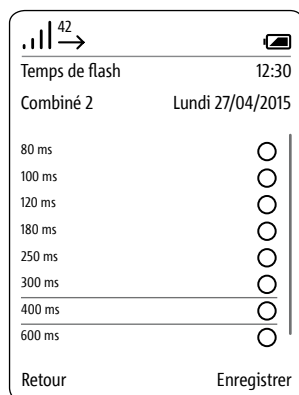 42
Temps de flash 12:30
Combiné 2 Lundi 27/04/2015
80 ms
100 ms
120 ms
180 ms
250 ms
300 ms
400 ms
600 ms
Retour Enregistrer